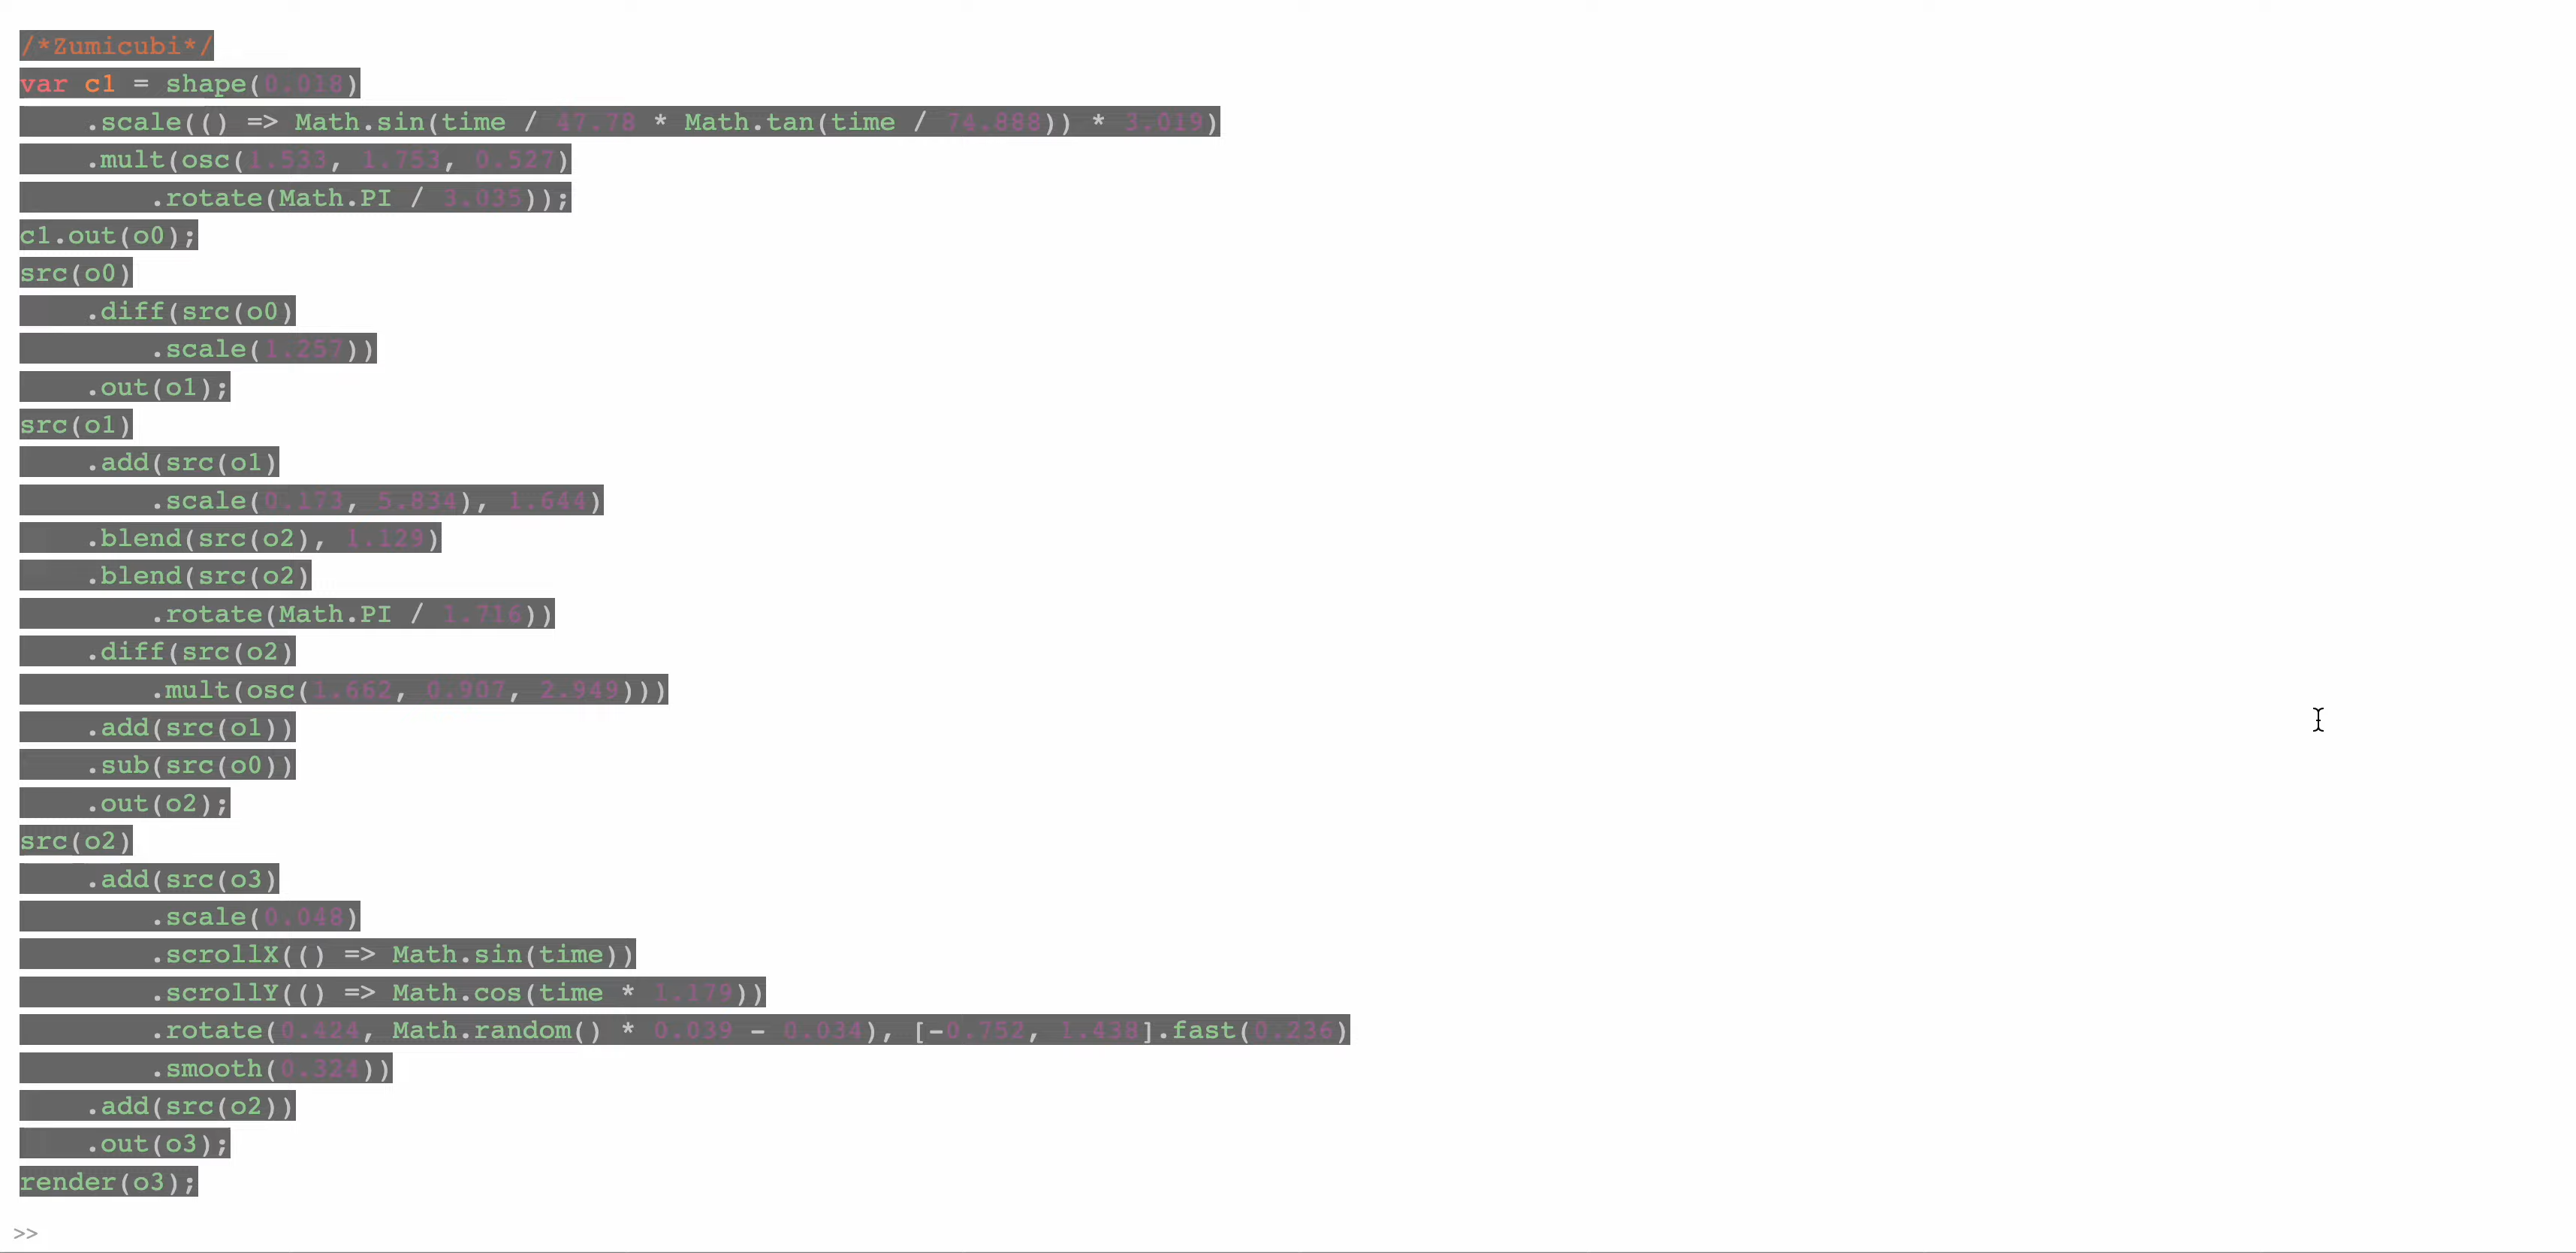 /*Zumicubi*/
var c1 = shape(0.018)
    .scale(() => Math.sin(time / 47.78 * Math.tan(time / 74.888)) * 3.019)
    .mult(osc(1.533, 1.753, 0.527)
        .rotate(Math.PI / 3.035));
c1.out(o0);
src(o0)
    .diff(src(o0)
        .scale(1.257))
    .out(o1);
src(o1)
    .add(src(o1)
        .scale(0.173, 5.834), 1.644)
    .blend(src(o2), 1.129)
    .blend(src(o2)
        .rotate(Math.PI / 1.716))
    .diff(src(o2)
        .mult(osc(1.662, 0.907, 2.949)))
    .add(src(o1))
    .sub(src(o0))
    .out(o2);
src(o2)
    .add(src(o3)
        .scale(0.048)
        .scrollX(() => Math.sin(time))
        .scrollY(() => Math.cos(time * 1.179))
        .rotate(0.424, Math.random() * 0.039 - 0.034), [-0.752, 1.438].fast(0.236)
        .smooth(0.324))
    .add(src(o2))
    .out(o3);
render(o3);
>>